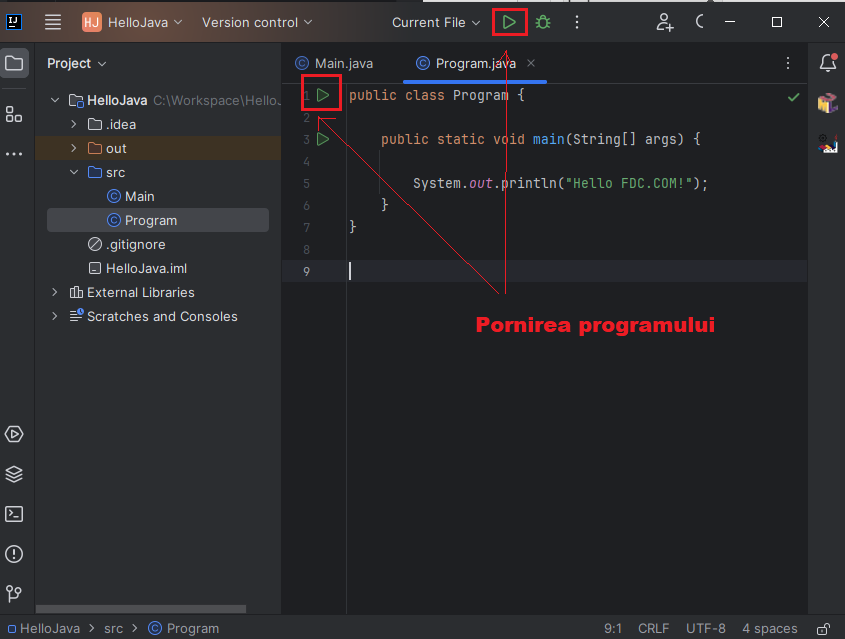 IJ
HJ HelloJava Version control Current File
Project
Main.java Program.java
HelloJava C:\Workspace\HelloJ
.idea
out
src
Main
Program
.gitignore
HelloJava.iml
External Libraries
Scratches and Consoles
1 public class Program {
2
3 public static void main(String[] args) {
4
5 System.out.println("Hello FDC.COM!");
6 }
7 }
8
9
Pornirea programului
HelloJava > src > Program
9:1 CRLF UTF-8 4 spaces